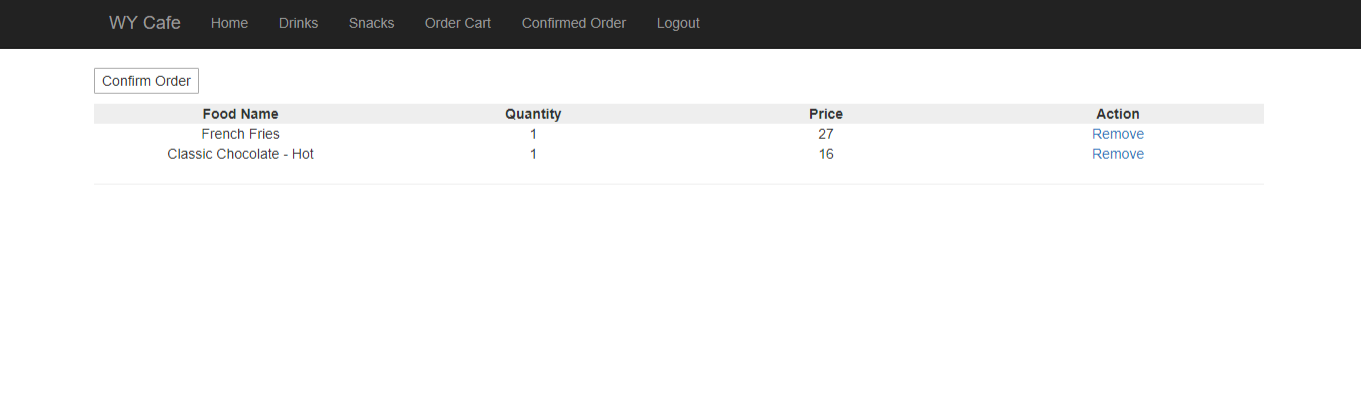 WY Cafe Home Drinks Snacks Order Cart Confirmed Order Logout
Confirm Order
Food Name Quantity Price Action
French Fries 1 27 Remove
Classic Chocolate - Hot 1 16 Remove